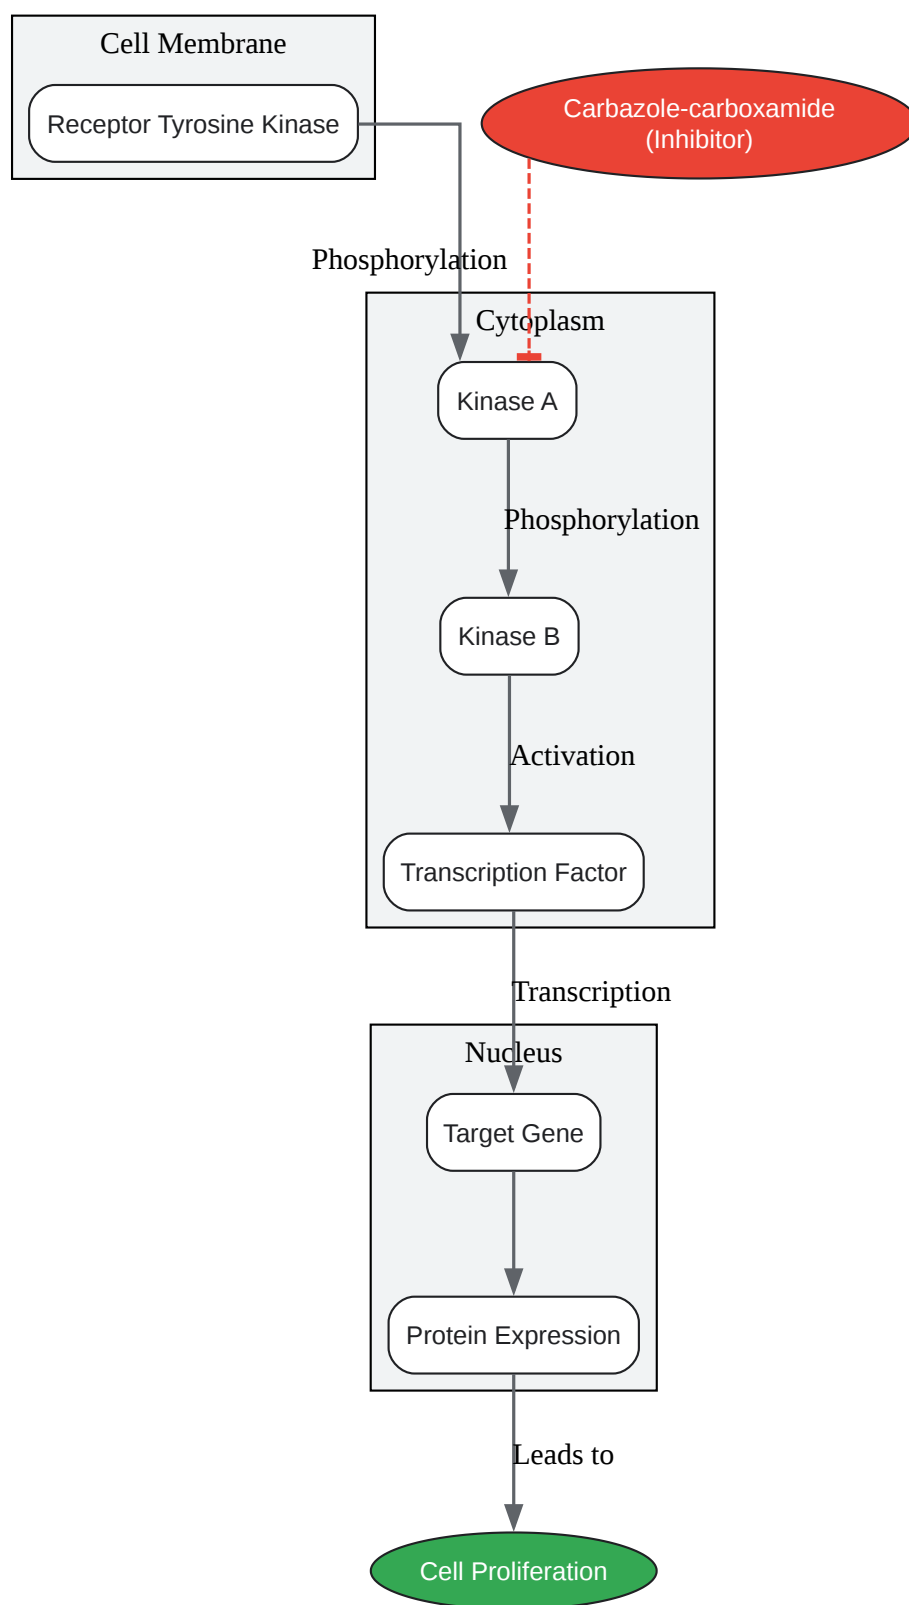 Cell Membrane
Receptor Tyrosine Kinase
Carbazole-carboxamide
(Inhibitor)
Phosphorylation
Cytoplasm
Kinase A
Phosphorylation
Kinase B
Activation
Transcription Factor
Transcription
Nucleus
Target Gene
Protein Expression
Leads to
Cell Proliferation